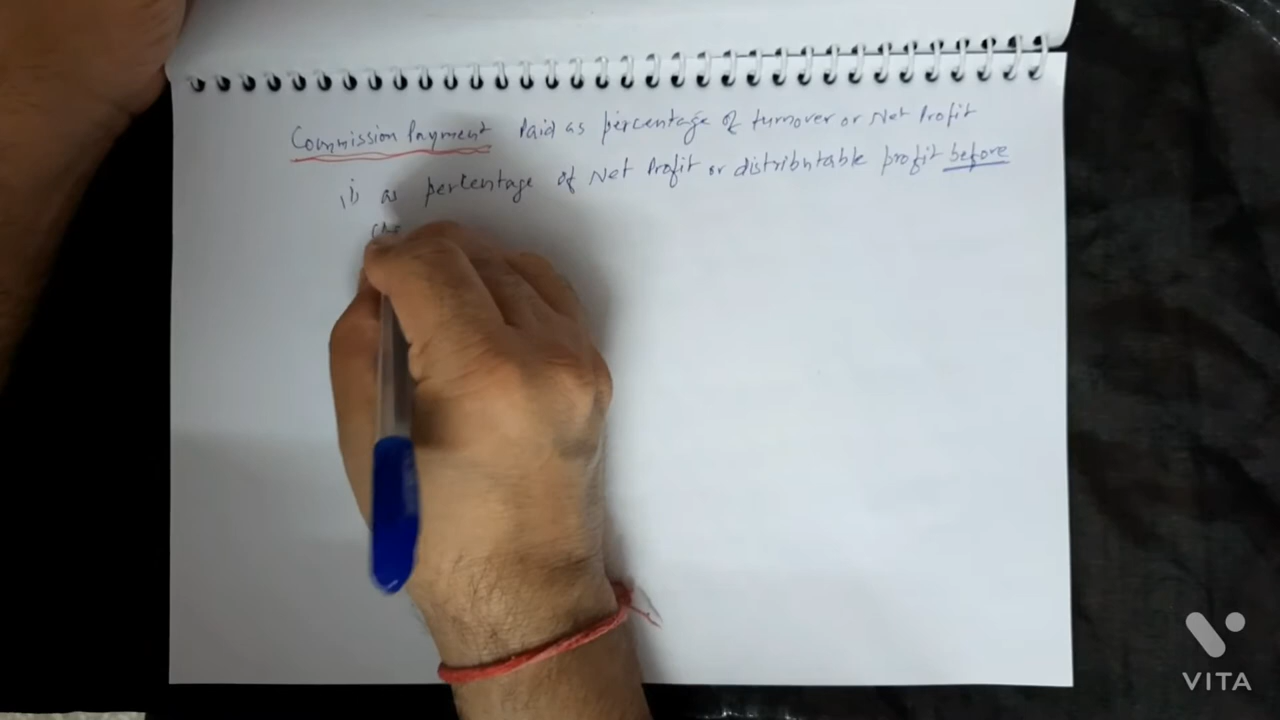 Commission Payment Paid as percentage of turnover or Net Profit
i) as percentage of Net Profit or distributable profit before
VITA